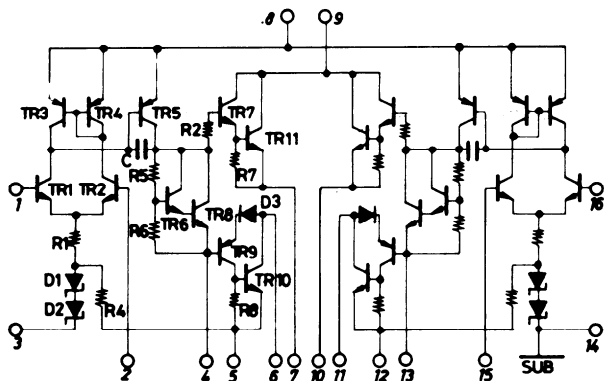 8 9
TR3 TR4 TR5 R2 TR7
TR11
C R5 R7
1 TR1 TR2 D3 16
R6 TR6 TR8
R1 TR9
D1 TR10
D2 R4 R8
3 14
2 4 5 6 7 10 11 12 13 15 SUB